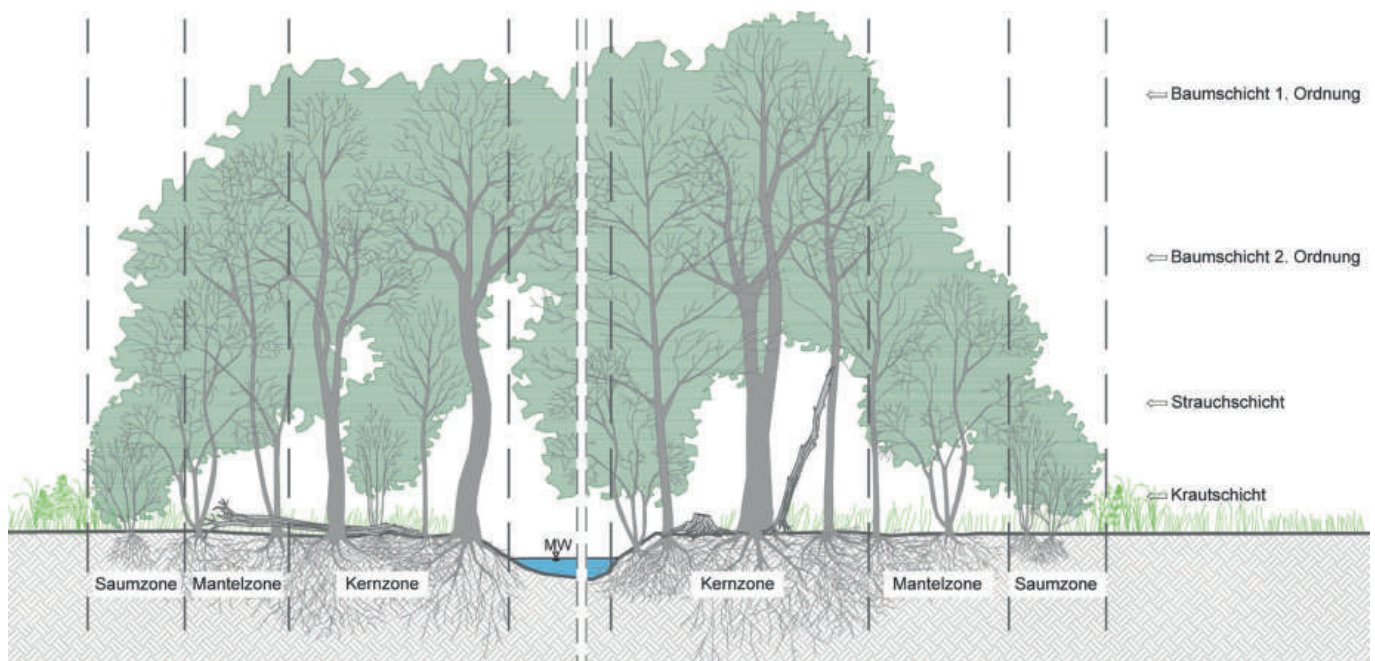 ⇦ Baumschicht 1. Ordnung
⇦ Baumschicht 2. Ordnung
⇦ Strauchschicht
⇦ Krautschicht
MW
Saumzone
Mantelzone
Kernzone
Kernzone
Mantelzone
Saumzone